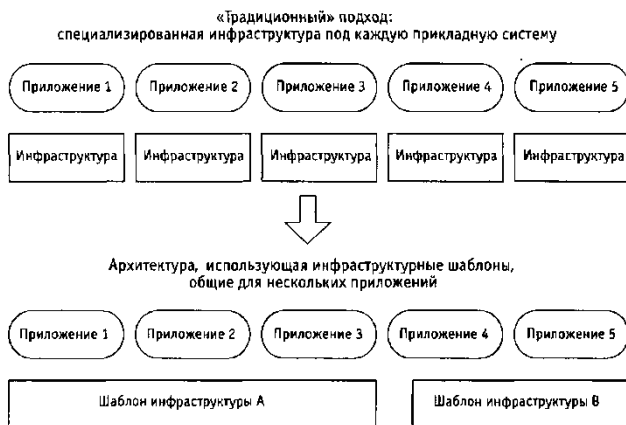 «Традиционный» подход:
специализированная инфраструктура под каждую прикладную систему
Приложение 1 Приложение 2 Приложение 3 Приложение 4 Приложение 5
Инфраструктура Инфраструктура Инфраструктура Инфраструктура Инфраструктура
Архитектура, использующая инфраструктурные шаблоны,
общие для нескольких приложений
Приложение 1 Приложение 2 Приложение 3 Приложение 4 Приложение 5
Шаблон инфраструктуры А Шаблон инфраструктуры В